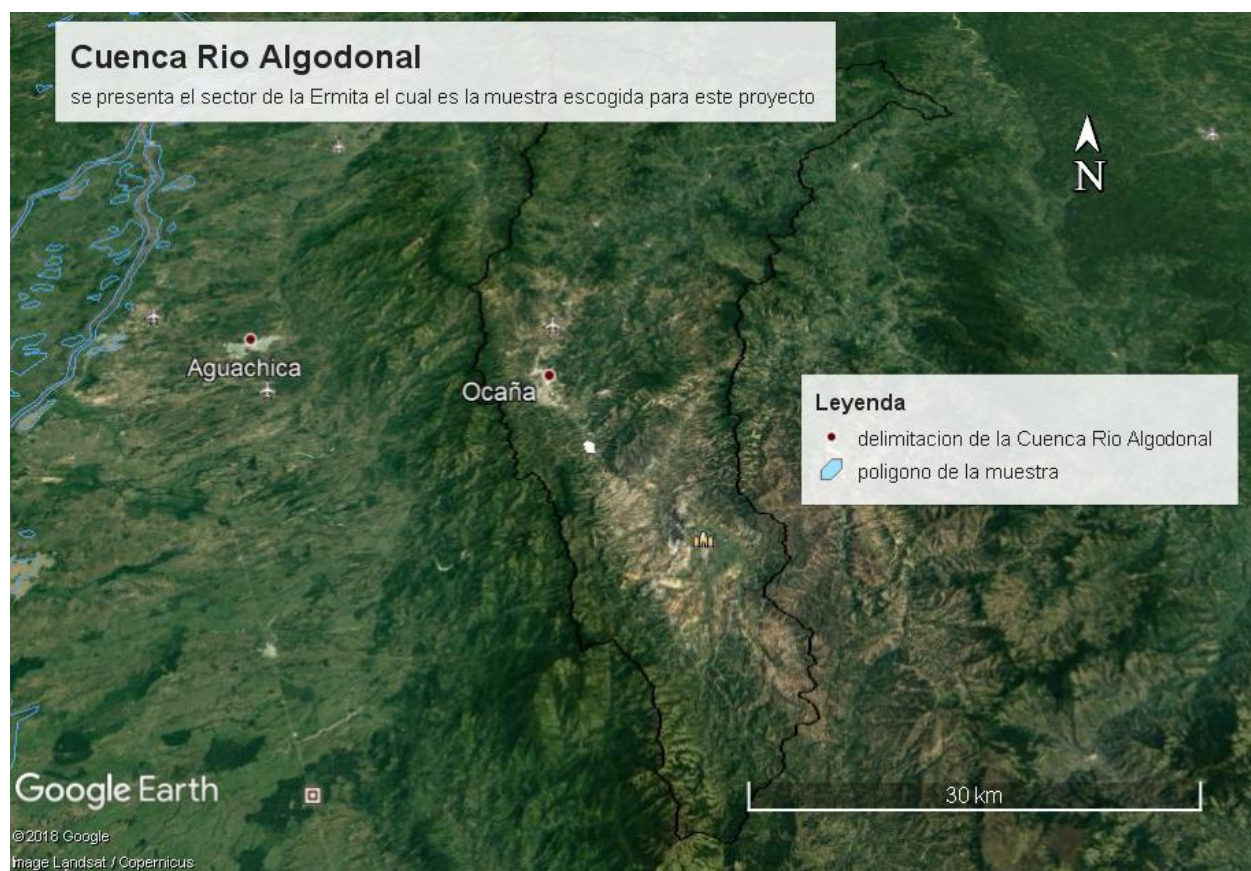 Cuenca Rio Algodonal
se presenta el sector de la Ermita el cual es la muestra escogida para este proyecto
N
Aguachica
Ocaña
Leyenda
delimitacion de la Cuenca Rio Algodonal
poligono de la muestra
Google Earth
30 km
©2018 Google
Image Landsat / Copernicus